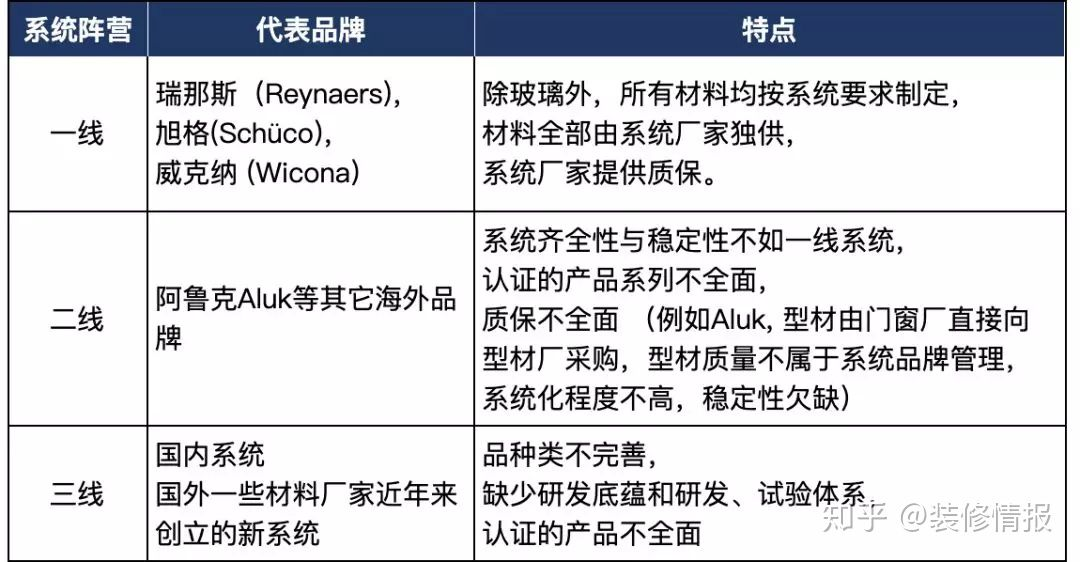 系统阵营 代表品牌 特点
一线
瑞那斯（Reynaers),
旭格(Schüco),
威克纳 (Wicona)
除玻璃外，所有材料均按系统要求制定，
材料全部由系统厂家独供，
系统厂家提供质保。
二线
阿鲁克Aluk等其它海外品
牌
系统齐全性与稳定性不如一线系统，
认证的产品系列不全面，
质保不全面 （例如Aluk, 型材由门窗厂直接向
型材厂采购，型材质量不属于系统品牌管理，
系统化程度不高，稳定性欠缺）
三线
国内系统
国外一些材料厂家近年来
创立的新系统
品种类不完善，
缺少研发底蕴和研发、试验体系，
认证的产品不全面
知乎 @装修情报